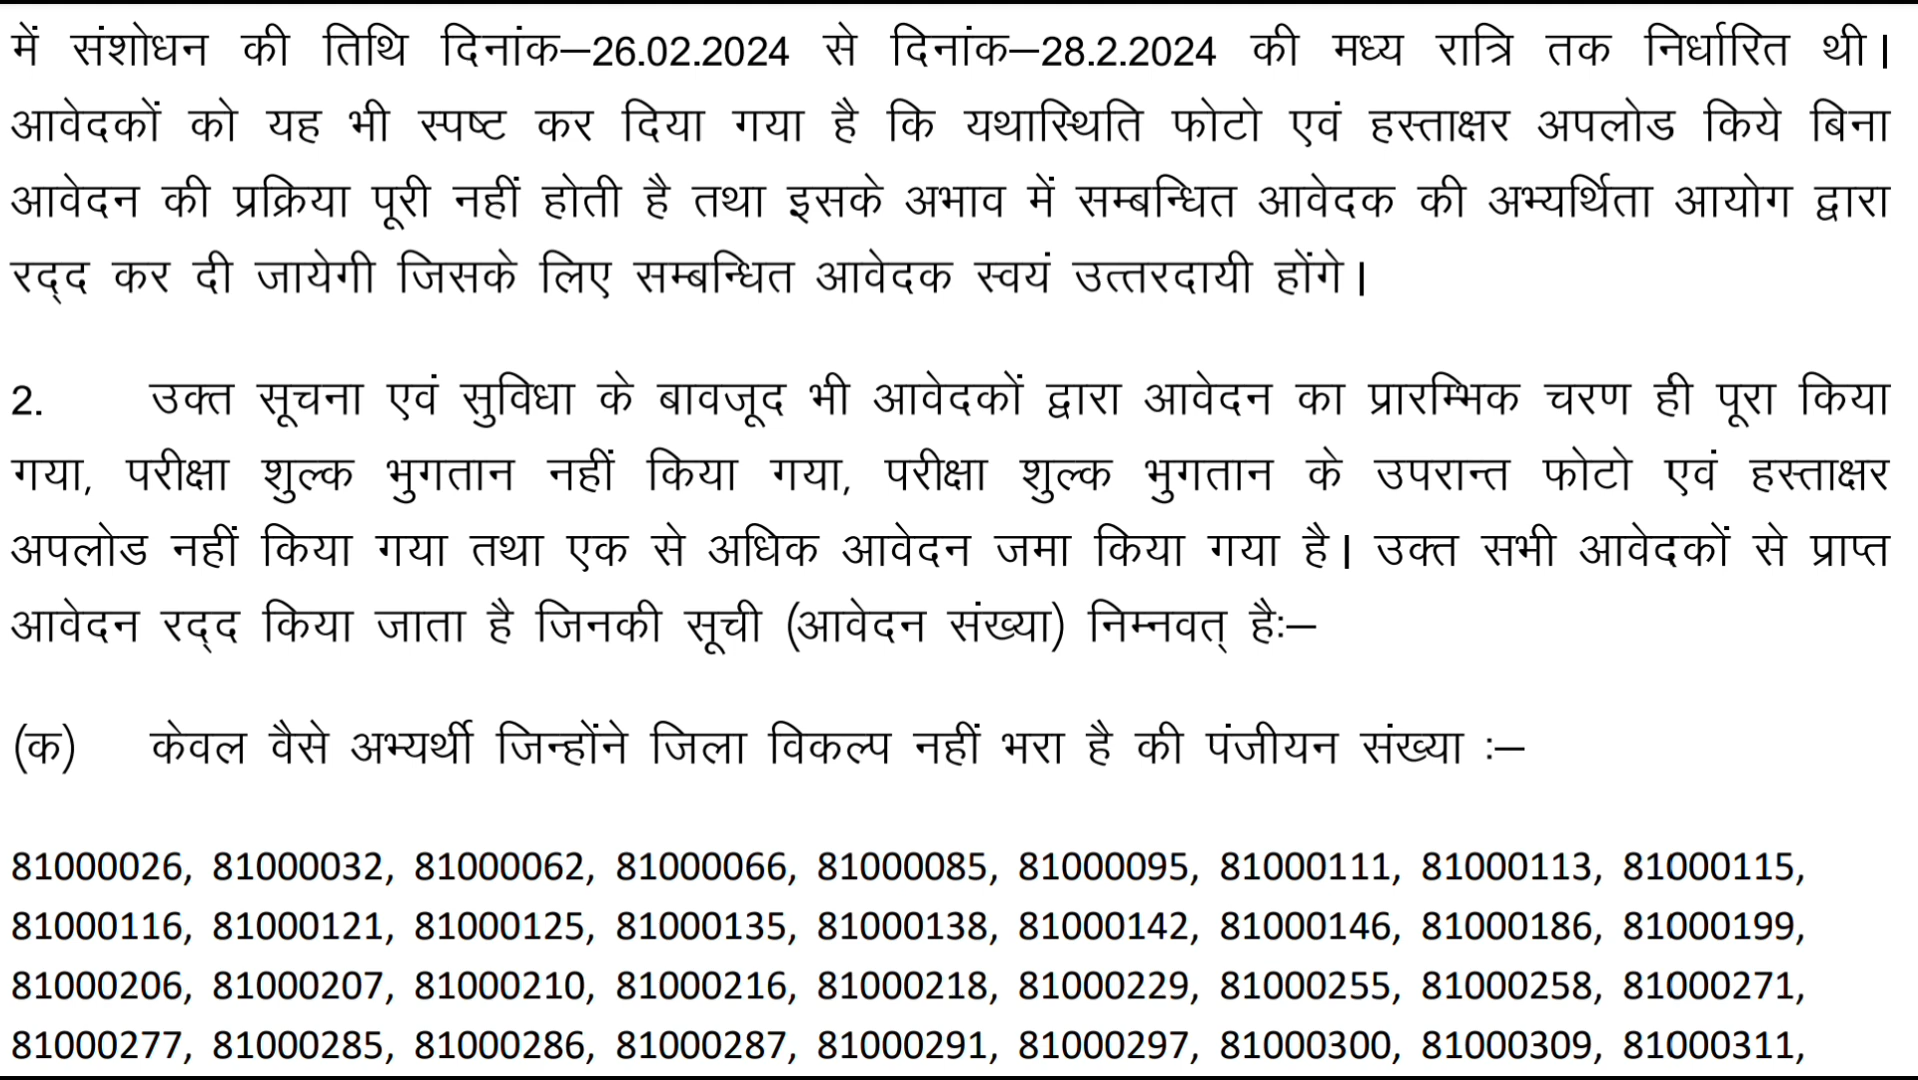 में संशोधन की तिथि दिनांक–26.02.2024 से दिनांक–28.2.2024 की मध्य रात्रि तक निर्धारित थी।
आवेदकों को यह भी स्पष्ट कर दिया गया है कि यथास्थिति फोटो एवं हस्ताक्षर अपलोड किये बिना
आवेदन की प्रक्रिया पूरी नहीं होती है तथा इसके अभाव में सम्बन्धित आवेदक की अभ्यर्थिता आयोग द्वारा
रद्द कर दी जायेगी जिसके लिए सम्बन्धित आवेदक स्वयं उत्तरदायी होंगे।
2. उक्त सूचना एवं सुविधा के बावजूद भी आवेदकों द्वारा आवेदन का प्रारम्भिक चरण ही पूरा किया
गया, परीक्षा शुल्क भुगतान नहीं किया गया, परीक्षा शुल्क भुगतान के उपरान्त फोटो एवं हस्ताक्षर
अपलोड नहीं किया गया तथा एक से अधिक आवेदन जमा किया गया है। उक्त सभी आवेदकों से प्राप्त
आवेदन रद्द किया जाता है जिनकी सूची (आवेदन संख्या) निम्नवत् हैः–
(क) केवल वैसे अभ्यर्थी जिन्होंने जिला विकल्प नहीं भरा है की पंजीयन संख्या :–
81000026, 81000032, 81000062, 81000066, 81000085, 81000095, 81000111, 81000113, 81000115,
81000116, 81000121, 81000125, 81000135, 81000138, 81000142, 81000146, 81000186, 81000199,
81000206, 81000207, 81000210, 81000216, 81000218, 81000229, 81000255, 81000258, 81000271,
81000277, 81000285, 81000286, 81000287, 81000291, 81000297, 81000300, 81000309, 81000311,